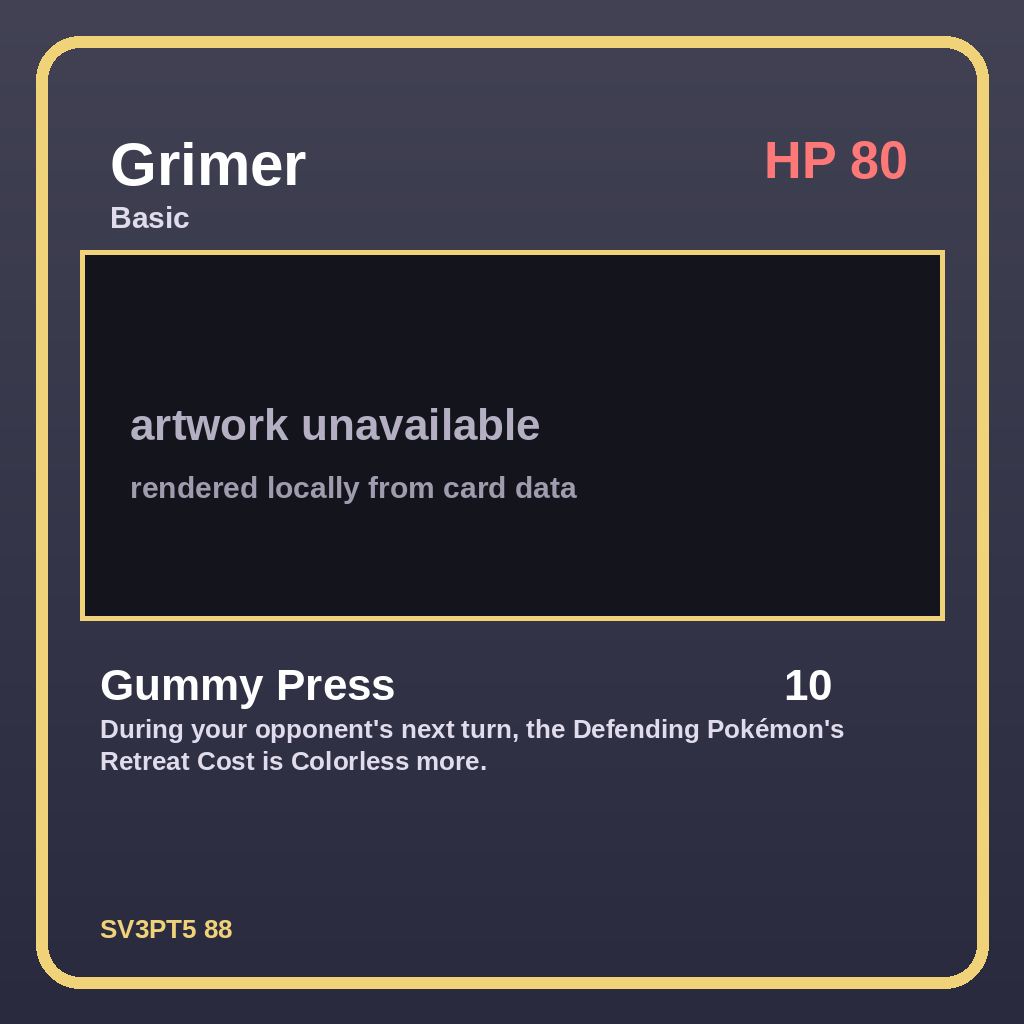 Grimer
HP 80
Basic
artwork unavailable
rendered locally from card data
Gummy Press
10
During your opponent's next turn, the Defending Pokémon's
Retreat Cost is Colorless more.
SV3PT5 88